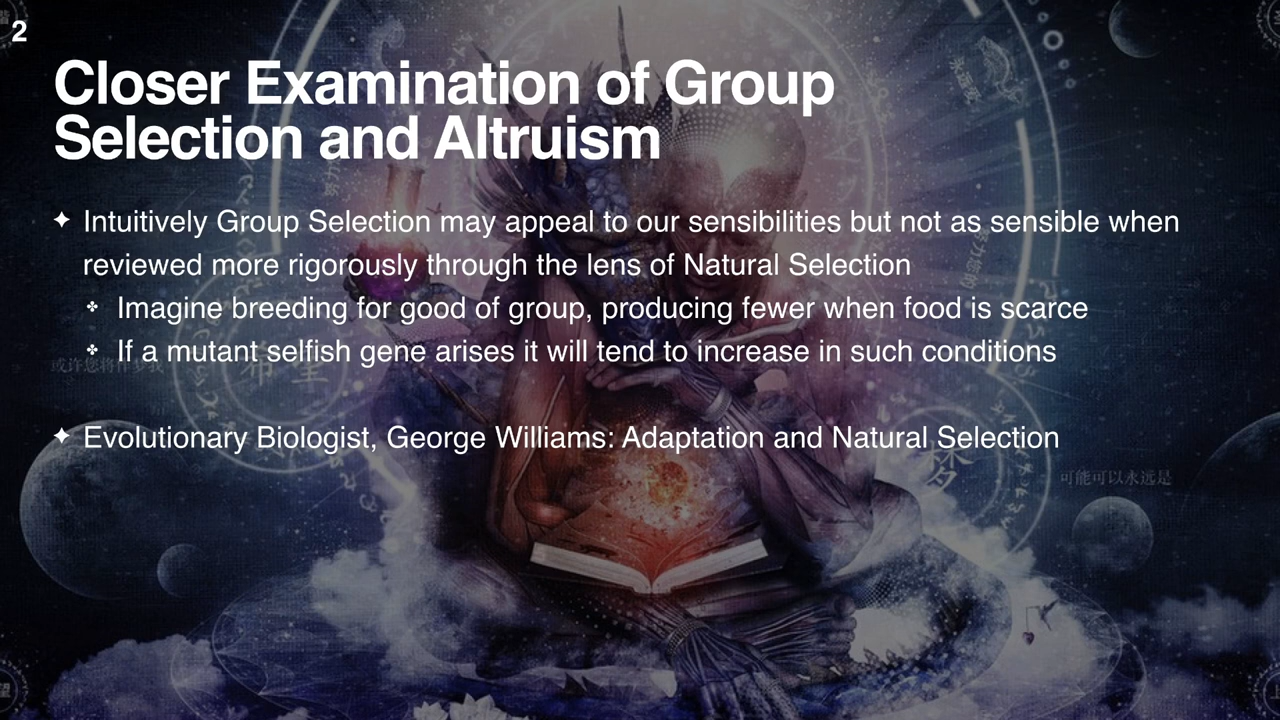 2
Closer Examination of Group
Selection and Altruism
✦ Intuitively Group Selection may appeal to our sensibilities but not as sensible when
reviewed more rigorously through the lens of Natural Selection
✤ Imagine breeding for good of group, producing fewer when food is scarce
✤ If a mutant selfish gene arises it will tend to increase in such conditions
✦ Evolutionary Biologist, George Williams: Adaptation and Natural Selection
希望
可能可以永远是